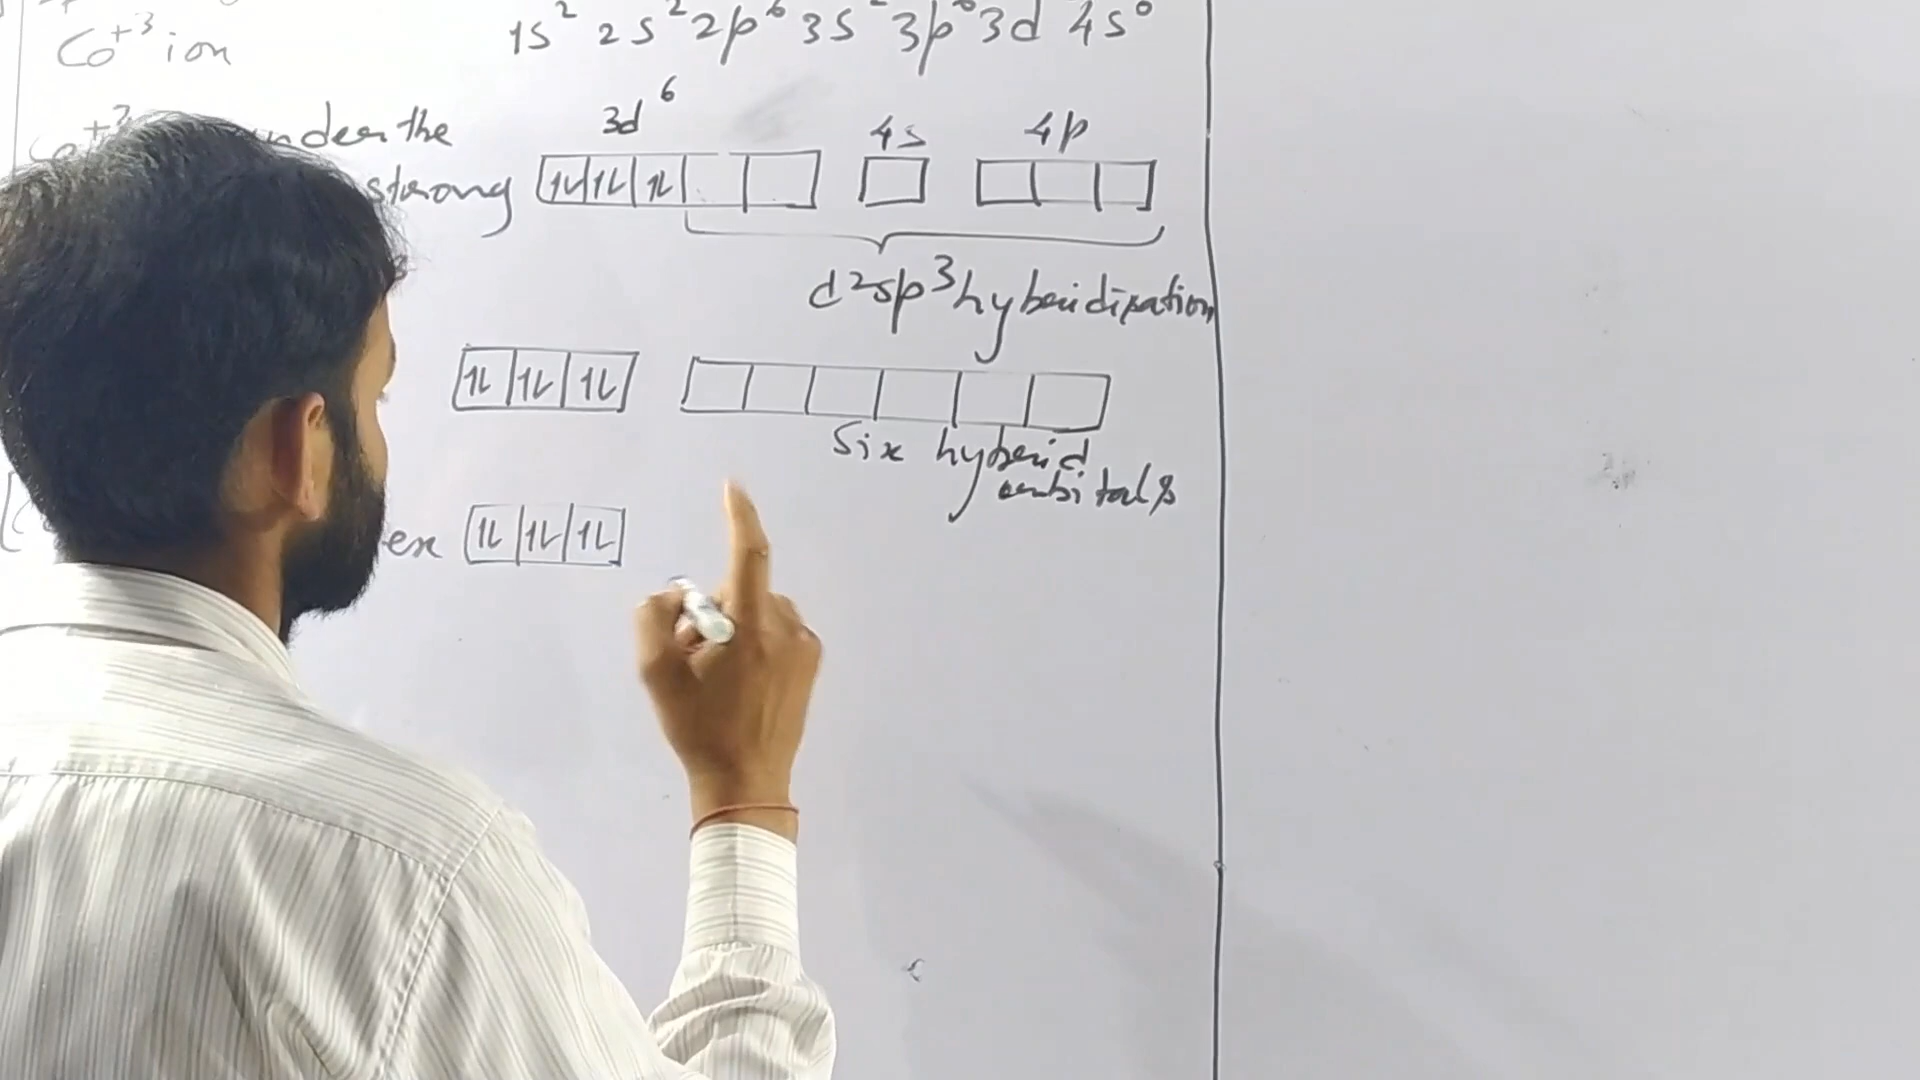 1s² 2s² 2p⁶ 3s² 3p⁶ 3d 4s⁰
Co⁺³ ion
3d⁶ 4s 4p
under the
strong 1L 1L 1L
d²sp³ hybridization
1L 1L 1L
Six hybrid
orbitals
ex 1L 1L 1L